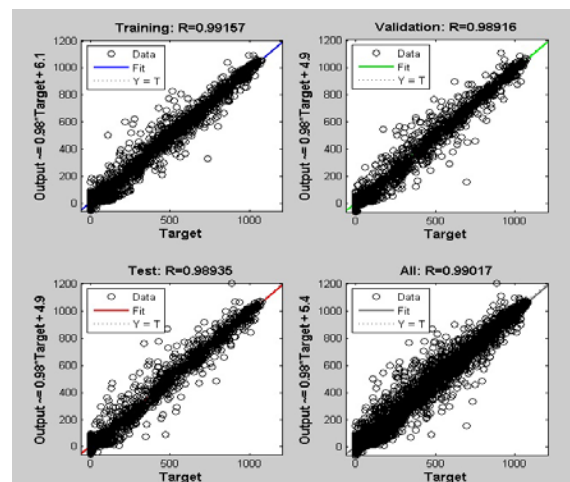 Training: R=0.99157
Output ~= 0.98*Target + 6.1
1200
1000
800
600
400
200
0
Data
Fit
Y = T
0 500 1000
Target
Validation: R=0.98916
Output ~= 0.98*Target + 4.9
1200
1000
800
600
400
200
0
Data
Fit
Y = T
0 500 1000
Target
Test: R=0.98935
Output ~= 0.98*Target + 4.9
1200
1000
800
600
400
200
0
Data
Fit
Y = T
0 500 1000
Target
All: R=0.99017
Output ~= 0.98*Target + 5.4
1200
1000
800
600
400
200
0
Data
Fit
Y = T
0 500 1000
Target